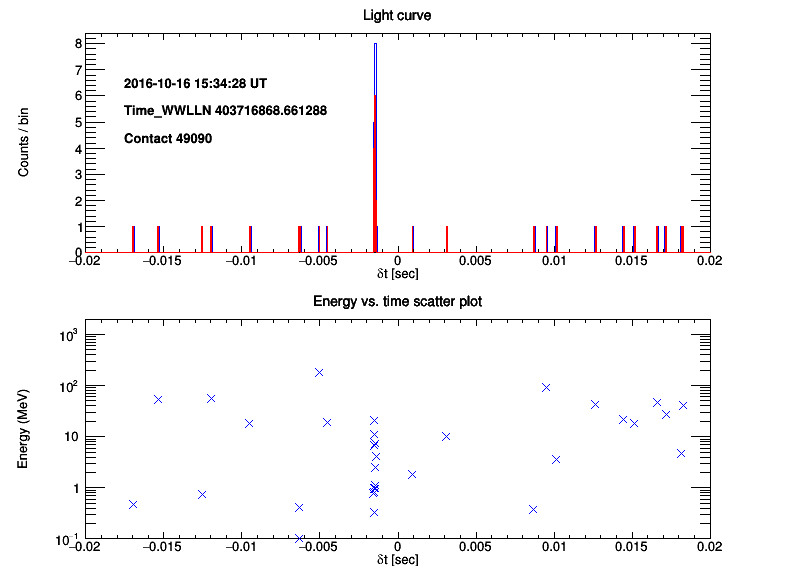 Light curve
8
7
6
5
4
3
2
1
0
Counts / bin
2016-10-16 15:34:28 UT
Time_WWLLN 403716868.661288
Contact 49090
−0.02 −0.015 −0.01 −0.005 0 0.005 0.01 0.015 0.02
δt [sec]
Energy vs. time scatter plot
10³
10²
10
1
10⁻¹
Energy (MeV)
−0.02 −0.015 −0.01 −0.005 0 0.005 0.01 0.015 0.02
δt [sec]